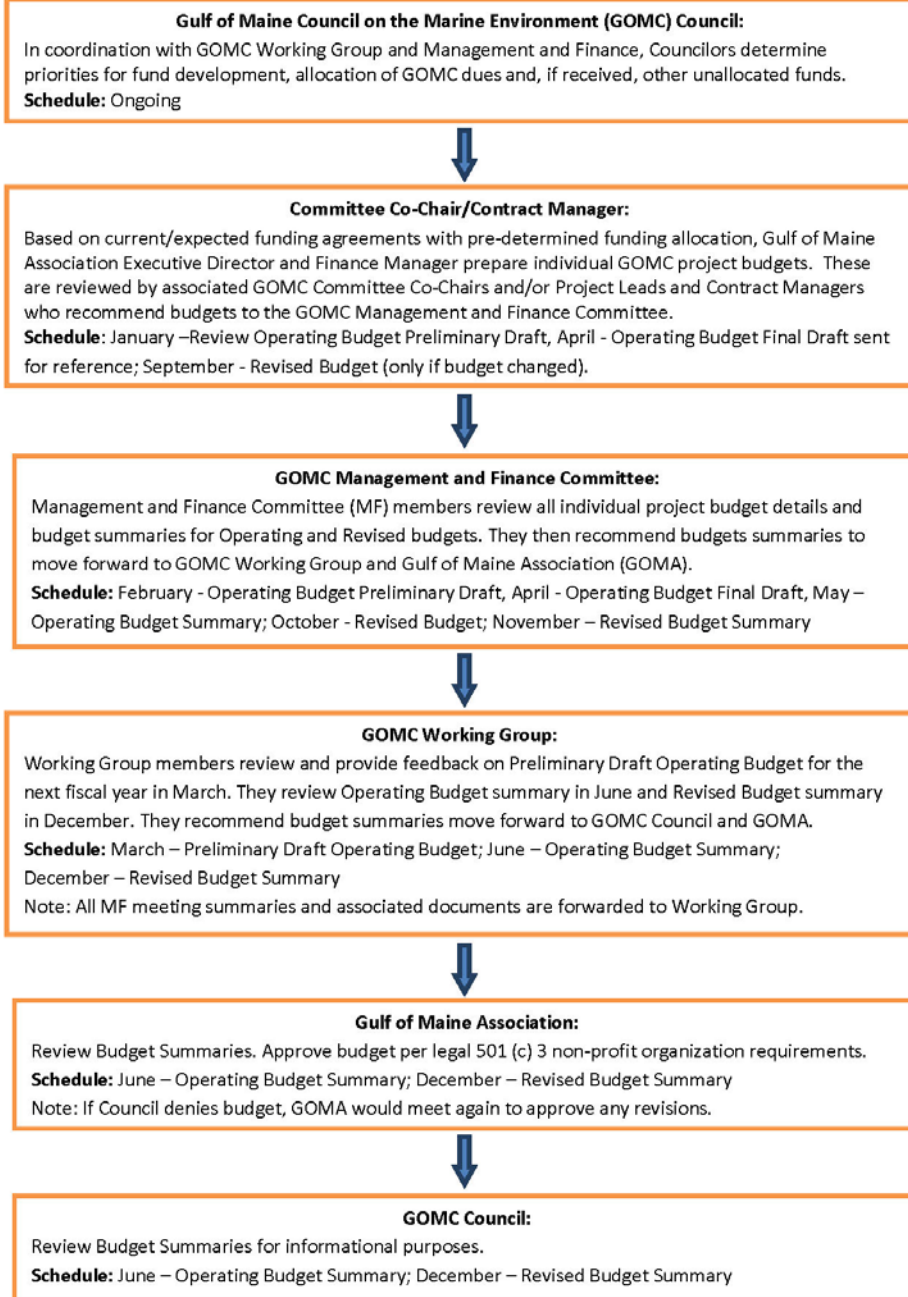 Gulf of Maine Council on the Marine Environment (GOMC) Council:
In coordination with GOMC Working Group and Management and Finance, Councilors determine
priorities for fund development, allocation of GOMC dues and, if received, other unallocated funds.
Schedule: Ongoing
Committee Co-Chair/Contract Manager:
Based on current/expected funding agreements with pre-determined funding allocation, Gulf of Maine
Association Executive Director and Finance Manager prepare individual GOMC project budgets. These
are reviewed by associated GOMC Committee Co-Chairs and/or Project Leads and Contract Managers
who recommend budgets to the GOMC Management and Finance Committee.
Schedule: January –Review Operating Budget Preliminary Draft, April - Operating Budget Final Draft sent
for reference; September - Revised Budget (only if budget changed).
GOMC Management and Finance Committee:
Management and Finance Committee (MF) members review all individual project budget details and
budget summaries for Operating and Revised budgets. They then recommend budgets summaries to
move forward to GOMC Working Group and Gulf of Maine Association (GOMA).
Schedule: February - Operating Budget Preliminary Draft, April - Operating Budget Final Draft, May –
Operating Budget Summary; October - Revised Budget; November – Revised Budget Summary
GOMC Working Group:
Working Group members review and provide feedback on Preliminary Draft Operating Budget for the
next fiscal year in March. They review Operating Budget summary in June and Revised Budget summary
in December. They recommend budget summaries move forward to GOMC Council and GOMA.
Schedule: March – Preliminary Draft Operating Budget; June – Operating Budget Summary;
December – Revised Budget Summary
Note: All MF meeting summaries and associated documents are forwarded to Working Group.
Gulf of Maine Association:
Review Budget Summaries. Approve budget per legal 501 (c) 3 non-profit organization requirements.
Schedule: June – Operating Budget Summary; December – Revised Budget Summary
Note: If Council denies budget, GOMA would meet again to approve any revisions.
GOMC Council:
Review Budget Summaries for informational purposes.
Schedule: June – Operating Budget Summary; December – Revised Budget Summary